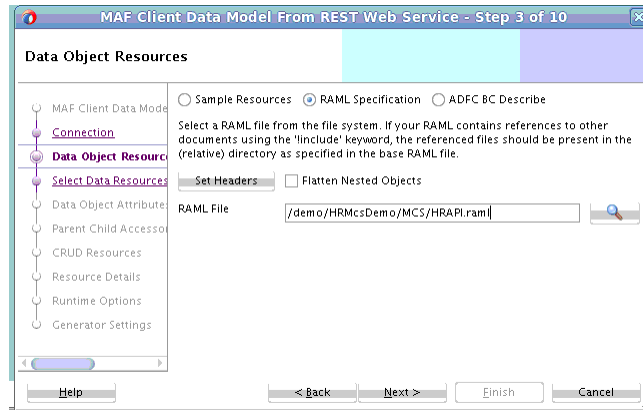 MAF Client Data Model From REST Web Service - Step 3 of 10
Data Object Resources
MAF Client Data Mode
Connection
Data Object Resourc
Select Data Resources
Data Object Attribute
Parent Child Accesso
CRUD Resources
Resource Details
Runtime Options
Generator Settings
Sample Resources RAML Specification ADFC BC Describe
Select a RAML file from the file system. If your RAML contains references to other
documents using the '!include' keyword, the referenced files should be present in the
(relative) directory as specified in the base RAML file.
Set Headers Flatten Nested Objects
RAML File /demo/HRMcsDemo/MCS/HRAPI.raml
Help < Back Next > Finish Cancel